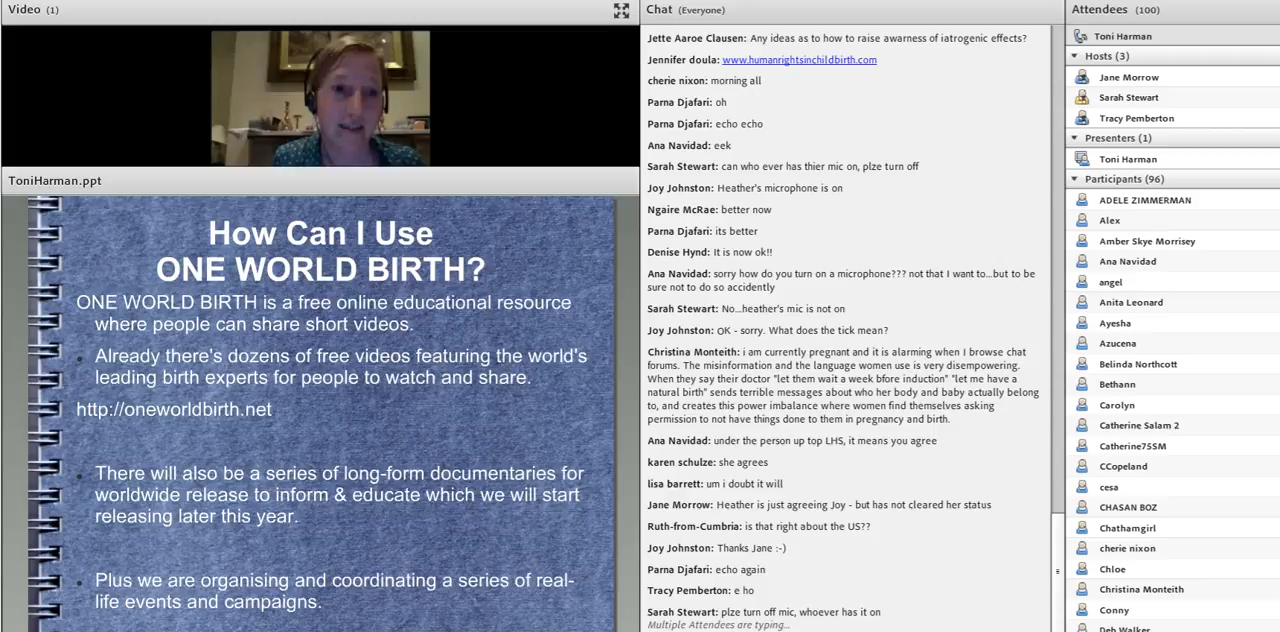 Video (1)
ToniHarman.ppt
How Can I Use
ONE WORLD BIRTH?
ONE WORLD BIRTH is a free online educational resource
where people can share short videos.
Already there's dozens of free videos featuring the world's
leading birth experts for people to watch and share.
http://oneworldbirth.net
There will also be a series of long-form documentaries for
worldwide release to inform & educate which we will start
releasing later this year.
Plus we are organising and coordinating a series of real-
life events and campaigns.
Chat (Everyone)
Jette Aaroe Clausen: Any ideas as to how to raise awarness of iatrogenic effects?
Jennifer doula: www.humanrightsinchildbirth.com
cherie nixon: morning all
Parna Djafari: oh
Parna Djafari: echo echo
Ana Navidad: eek
Sarah Stewart: can who ever has thier mic on, plze turn off
Joy Johnston: Heather's microphone is on
Ngaire McRae: better now
Parna Djafari: its better
Denise Hynd: It is now ok!!
Ana Navidad: sorry how do you turn on a microphone??? not that I want to...but to be
sure not to do so accidently
Sarah Stewart: No...heather's mic is not on
Joy Johnston: OK - sorry. What does the tick mean?
Christina Monteith: i am currently pregnant and it is alarming when I browse chat
forums. The misinformation and the language women use is very disempowering.
When they say their doctor "let them wait a week bfore induction" "let me have a
natural birth" sends terrible messages about who her body and baby actually belong
to, and creates this power imbalance where women find themselves asking
permission to not have things done to them in pregnancy and birth.
Ana Navidad: under the person up top LHS, it means you agree
karen schulze: she agrees
lisa barrett: um i doubt it will
Jane Morrow: Heather is just agreeing Joy - but has not cleared her status
Ruth-from-Cumbria: is that right about the US??
Joy Johnston: Thanks Jane :-)
Parna Djafari: echo again
Tracy Pemberton: e ho
Sarah Stewart: plze turn off mic, whoever has it on
Multiple Attendees are typing...
Attendees (100)
Toni Harman
Hosts (3)
Jane Morrow
Sarah Stewart
Tracy Pemberton
Presenters (1)
Toni Harman
Participants (96)
ADELE ZIMMERMAN
Alex
Amber Skye Morrisey
Ana Navidad
angel
Anita Leonard
Ayesha
Azucena
Belinda Northcott
Bethann
Carolyn
Catherine Salam 2
Catherine75SM
CCopeland
cesa
CHASAN BOZ
Chathamgirl
cherie nixon
Chloe
Christina Monteith
Conny
Deb Walker